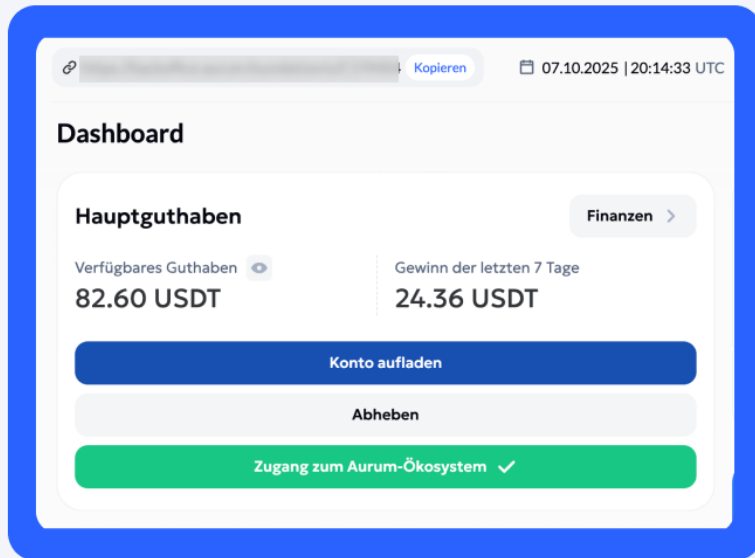 Kopieren 07.10.2025 | 20:14:33 UTC
Dashboard
Hauptguthaben Finanzen
Verfügbares Guthaben Gewinn der letzten 7 Tage
82.60 USDT 24.36 USDT
Konto aufladen
Abheben
Zugang zum Aurum-Ökosystem